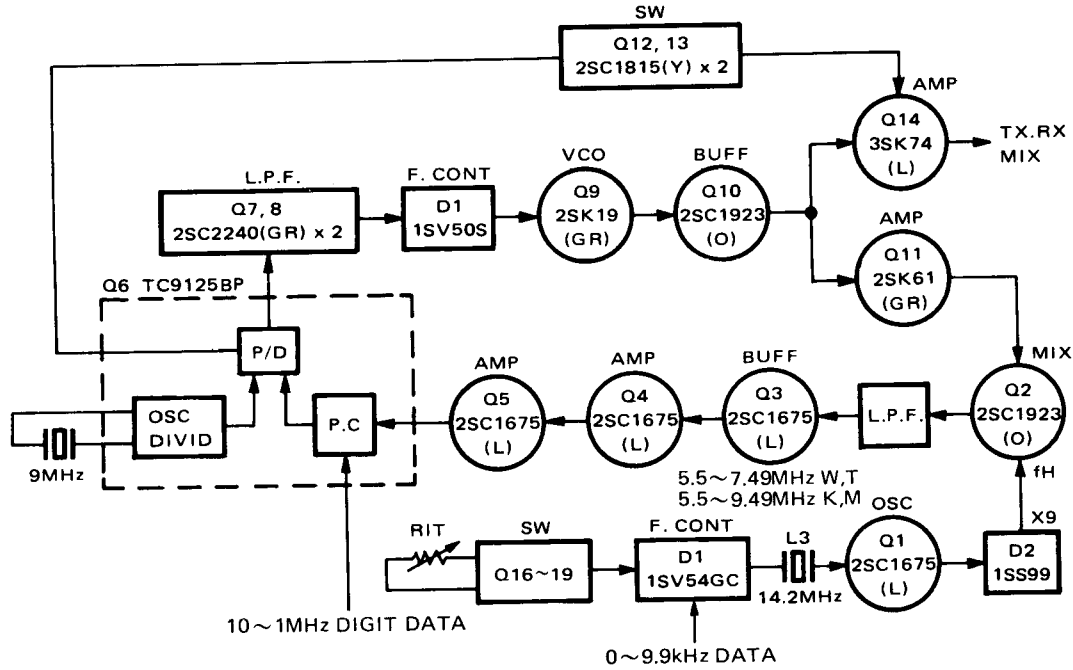 SW
Q12, 13
2SC1815(Y) x 2
AMP
Q14
3SK74
(L)
TX.RX
MIX
L.P.F.
Q7, 8
2SC2240(GR) x 2
F. CONT
D1
1SV50S
VCO
Q9
2SK19
(GR)
BUFF
Q10
2SC1923
(O)
AMP
Q11
2SK61
(GR)
Q6 TC9125BP
P/D
OSC
DIVID
P.C
9MHz
AMP
Q5
2SC1675
(L)
AMP
Q4
2SC1675
(L)
BUFF
Q3
2SC1675
(L)
L.P.F.
MIX
Q2
2SC1923
(O)
fH
5.5~7.49MHz W,T
5.5~9.49MHz K,M
RIT
SW
Q16~19
F. CONT
D1
1SV54GC
L3
14.2MHz
OSC
Q1
2SC1675
(L)
X9
D2
1SS99
10~1MHz DIGIT DATA
0~9.9kHz DATA